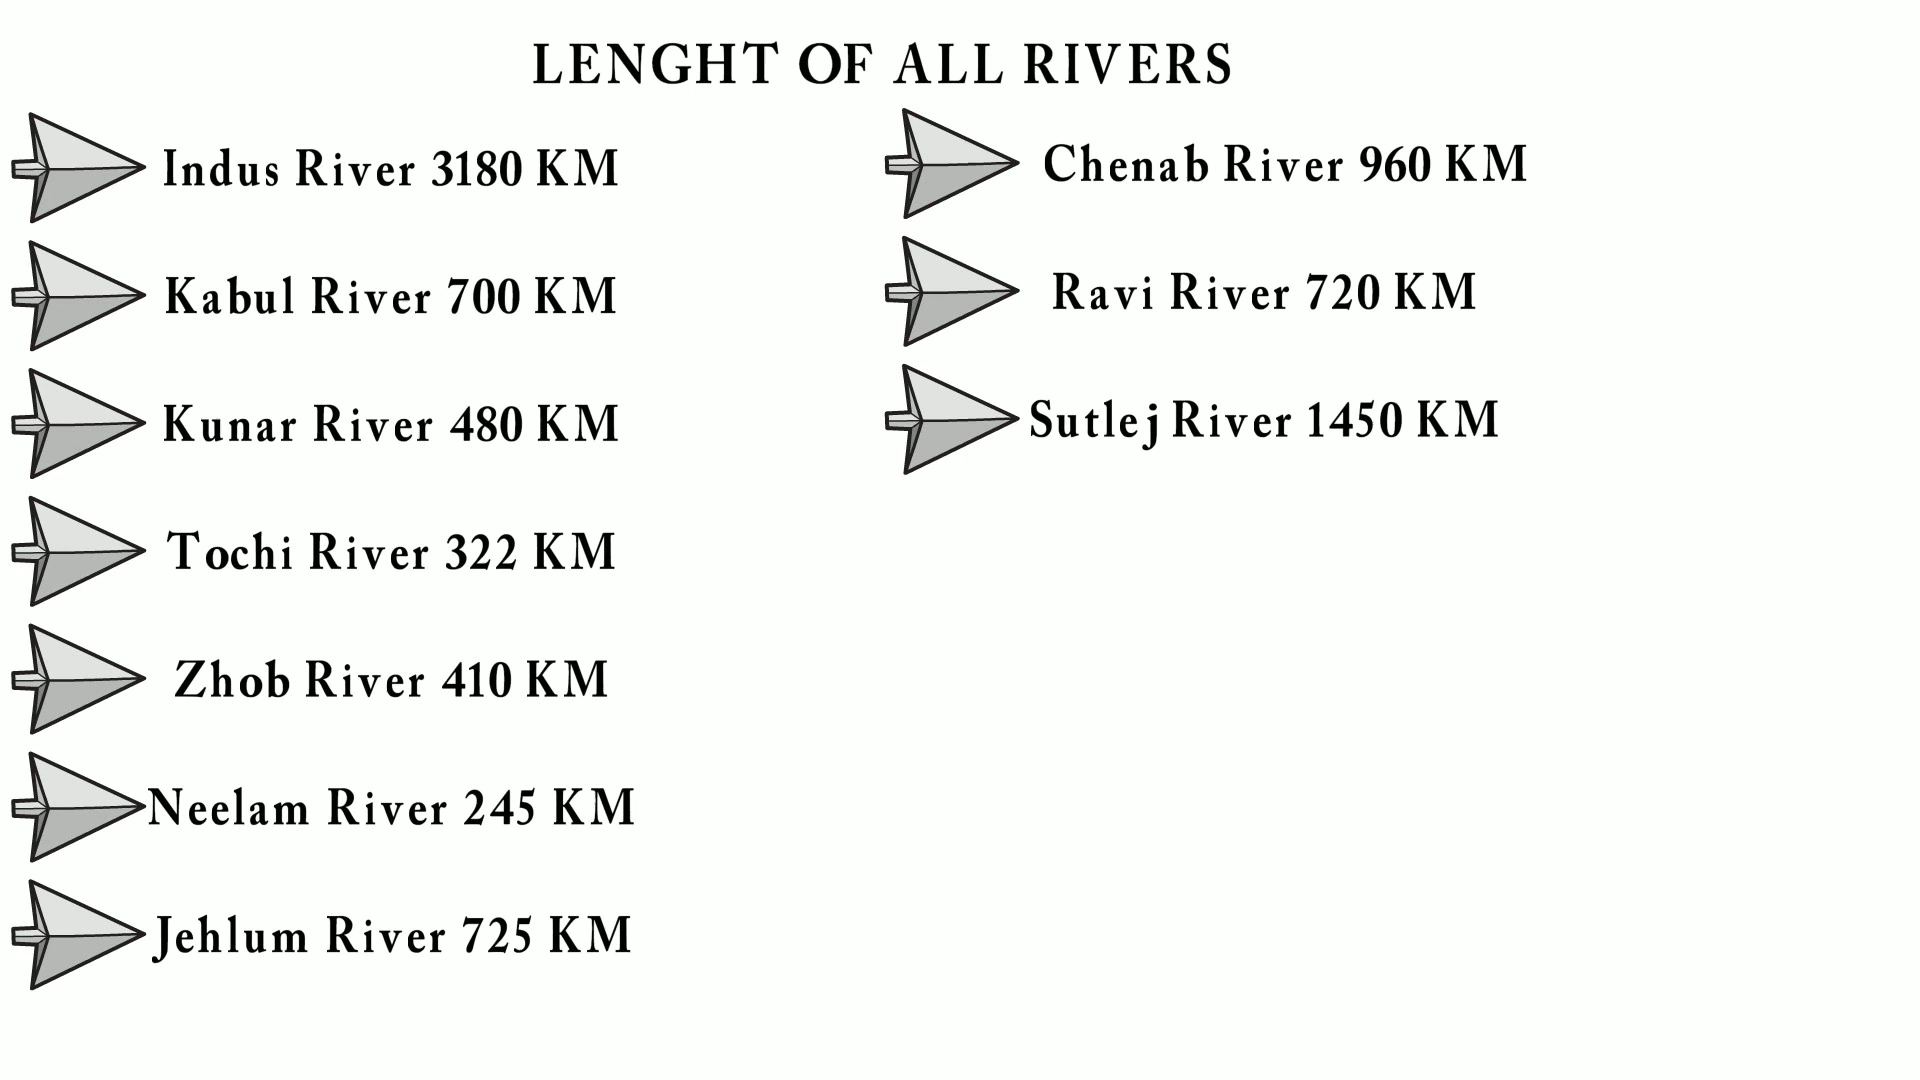 LENGHT OF ALL RIVERS
Indus River 3180 KM
Kabul River 700 KM
Kunar River 480 KM
Tochi River 322 KM
Zhob River 410 KM
Neelam River 245 KM
Jehlum River 725 KM
Chenab River 960 KM
Ravi River 720 KM
Sutlej River 1450 KM